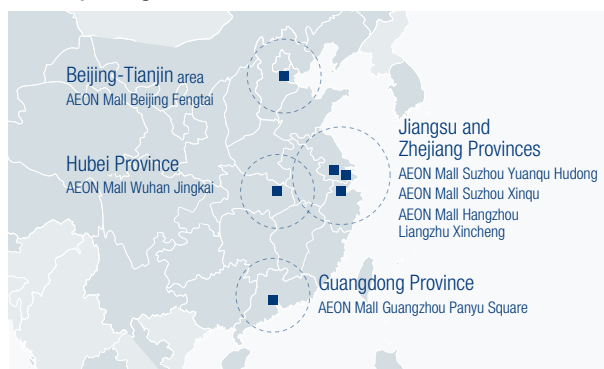 Beijing-Tianjin area
AEON Mall Beijing Fengtai
Hubei Province
AEON Mall Wuhan Jingkai
Jiangsu and
Zhejiang Provinces
AEON Mall Suzhou Yuanqu Hudong
AEON Mall Suzhou Xinqu
AEON Mall Hangzhou
Liangzhu Xincheng
Guangdong Province
AEON Mall Guangzhou Panyu Square